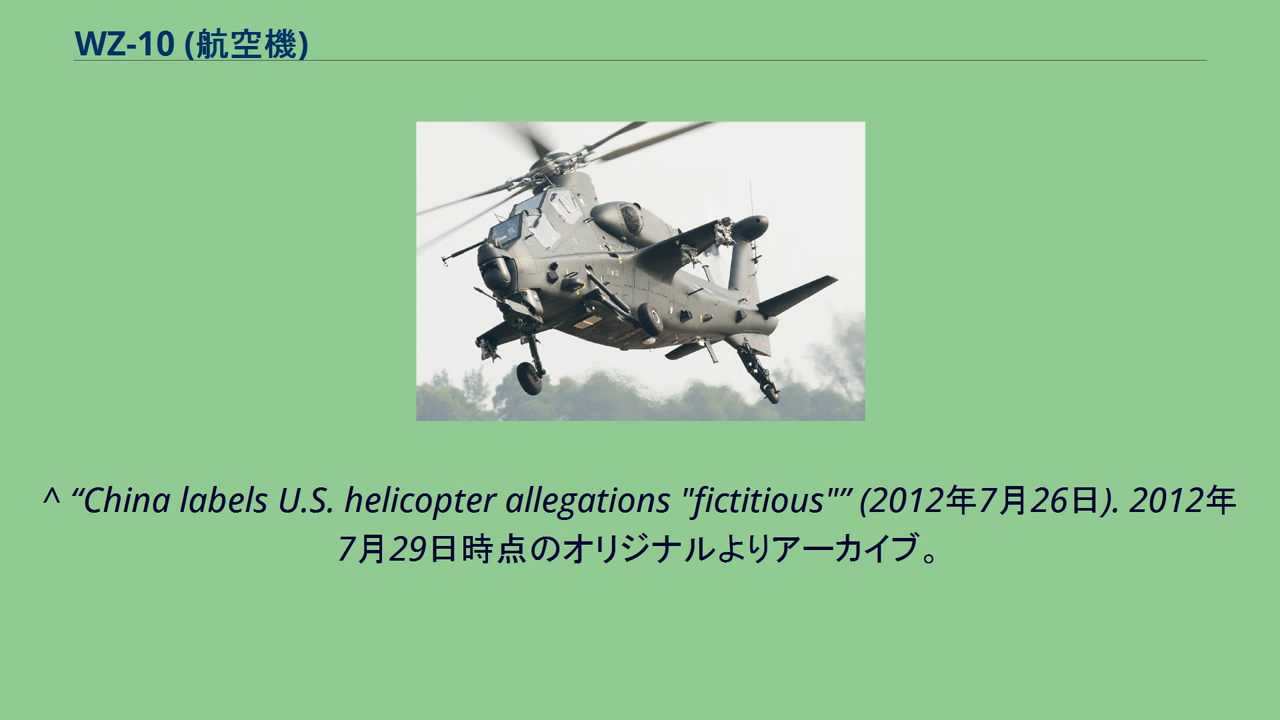 WZ-10 (航空機)
^ “China labels U.S. helicopter allegations "fictitious"” (2012年7月26日). 2012年
7月29日時点のオリジナルよりアーカイブ。